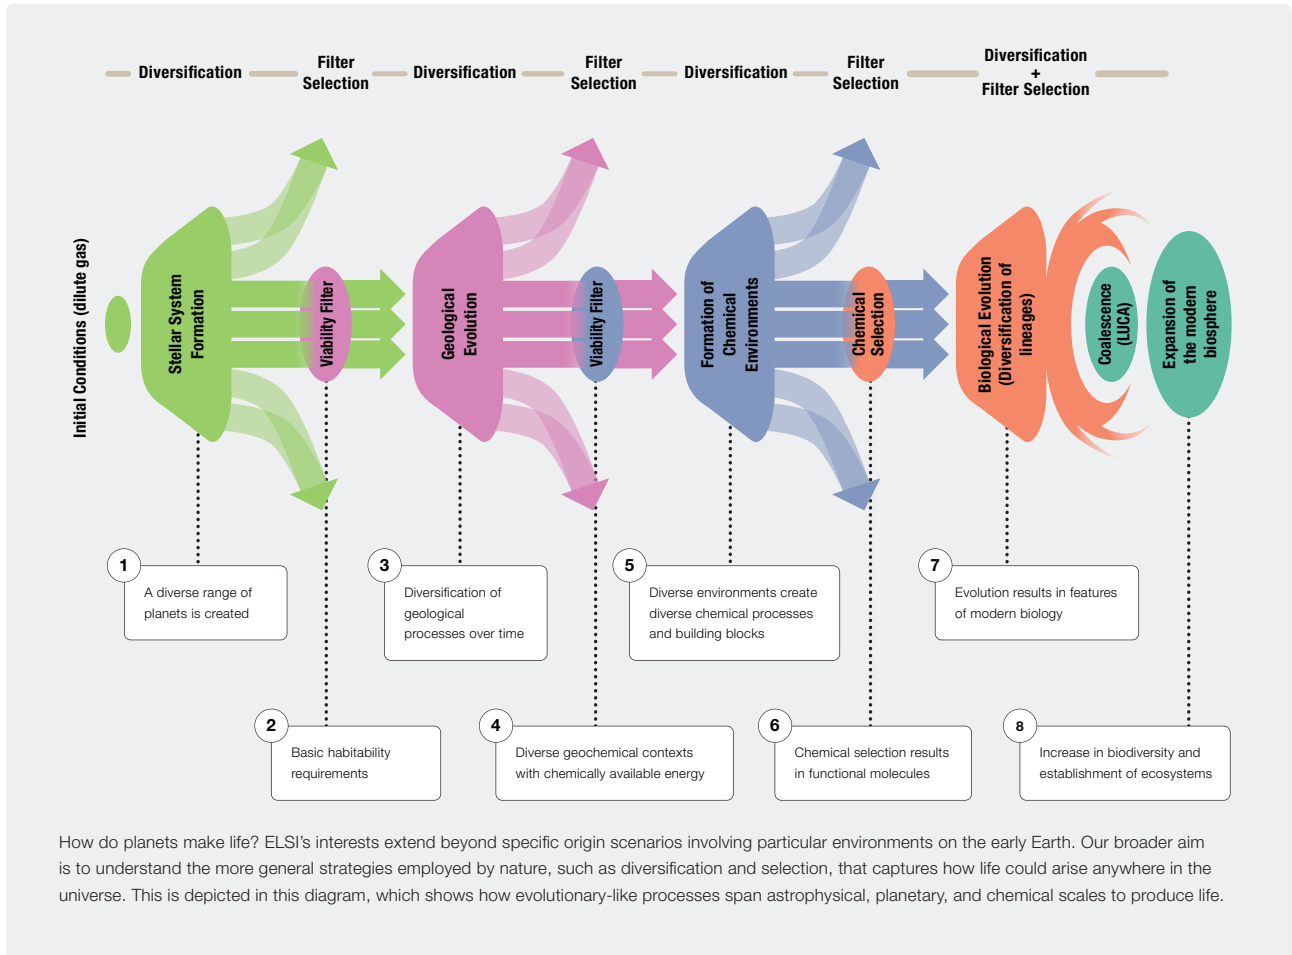 Diversification
Filter
Selection
Diversification
Filter
Selection
Diversification
Filter
Selection
Diversification
+
Filter Selection
Initial Conditions (dilute gas)
Stellar System
Formation
Viability Filter
Geological
Evolution
Viability Filter
Formation of
Chemical
Environments
Chemical
Selection
Biological Evolution
(Diversification of
lineages)
Coalescence
(LUCA)
Expansion of
the modern
biosphere
1
A diverse range of
planets is created
3
Diversification of
geological
processes over time
5
Diverse environments create
diverse chemical processes
and building blocks
7
Evolution results in features
of modern biology
2
Basic habitability
requirements
4
Diverse geochemical contexts
with chemically available energy
6
Chemical selection results
in functional molecules
8
Increase in biodiversity and
establishment of ecosystems
How do planets make life? ELSI's interests extend beyond specific origin scenarios involving particular environments on the early Earth. Our broader aim
is to understand the more general strategies employed by nature, such as diversification and selection, that captures how life could arise anywhere in the
universe. This is depicted in this diagram, which shows how evolutionary-like processes span astrophysical, planetary, and chemical scales to produce life.